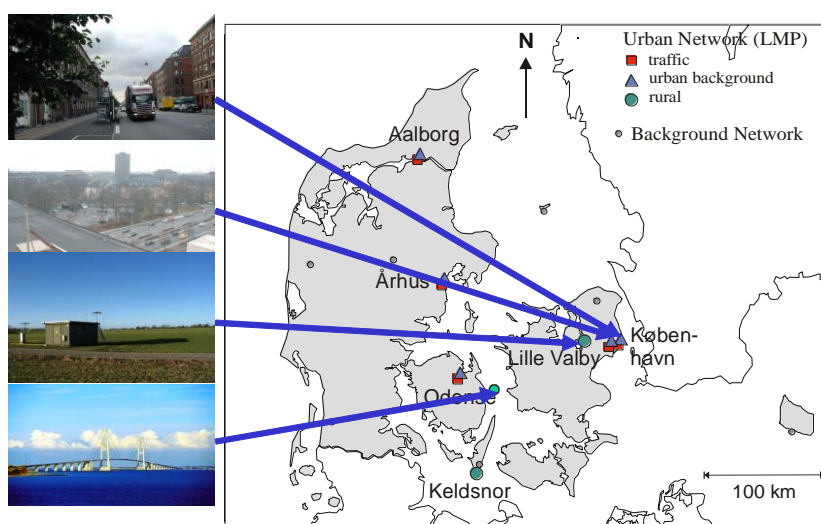 N
Urban Network (LMP)
traffic
urban background
rural
Background Network
Aalborg
Århus
Køben-
havn
Lille Valby
Odense
Keldsnor
100 km